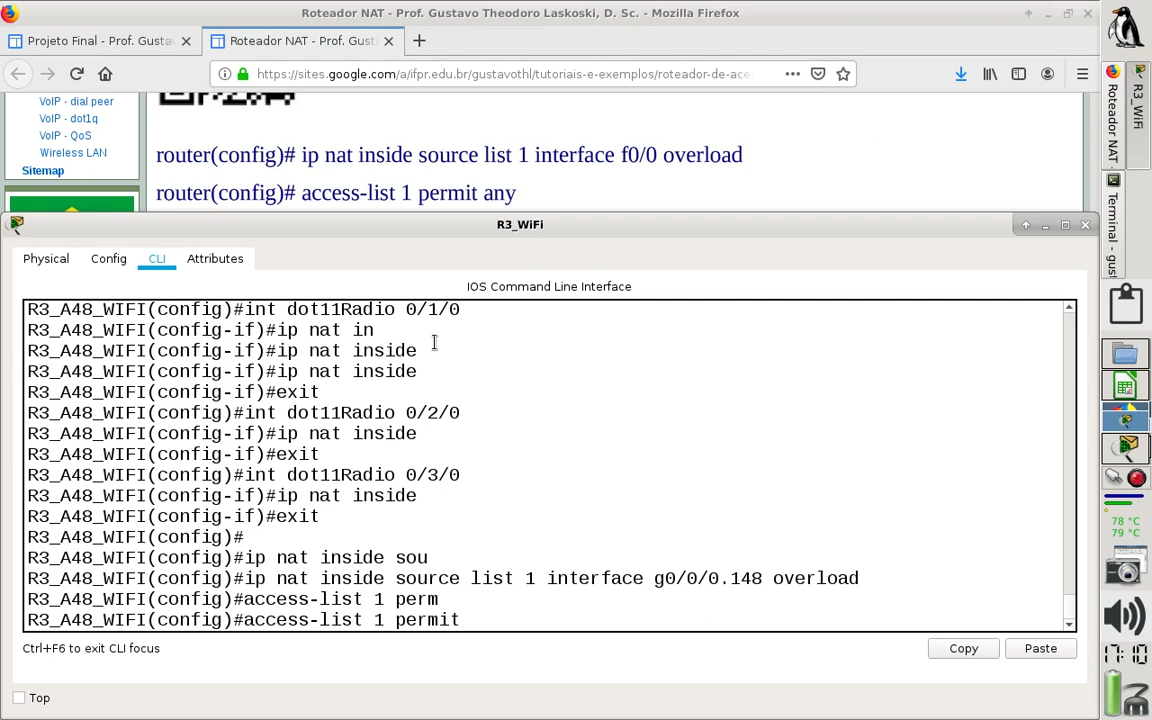 Roteador NAT - Prof. Gustavo Theodoro Laskoski, D. Sc. - Mozilla Firefox
Projeto Final - Prof. Gusta
Roteador NAT - Prof. Gust
https://sites.google.com/a/ifpr.edu.br/gustavothl/tutoriais-e-exemplos/roteador-de-ace
VoIP - dial peer
VoIP - dot1q
VoIP - QoS
Wireless LAN
Sitemap
router(config)# ip nat inside source list 1 interface f0/0 overload
router(config)# access-list 1 permit any
R3_WiFi
Physical
Config
CLI
Attributes
IOS Command Line Interface
R3_A48_WIFI(config)#int dot11Radio 0/1/0
R3_A48_WIFI(config-if)#ip nat in
R3_A48_WIFI(config-if)#ip nat inside
R3_A48_WIFI(config-if)#ip nat inside
R3_A48_WIFI(config-if)#exit
R3_A48_WIFI(config)#int dot11Radio 0/2/0
R3_A48_WIFI(config-if)#ip nat inside
R3_A48_WIFI(config-if)#exit
R3_A48_WIFI(config)#int dot11Radio 0/3/0
R3_A48_WIFI(config-if)#ip nat inside
R3_A48_WIFI(config-if)#exit
R3_A48_WIFI(config)#
R3_A48_WIFI(config)#ip nat inside sou
R3_A48_WIFI(config)#ip nat inside source list 1 interface g0/0/0.148 overload
R3_A48_WIFI(config)#access-list 1 perm
R3_A48_WIFI(config)#access-list 1 permit
Ctrl+F6 to exit CLI focus
Copy
Paste
Top
Roteador NAT
R3_WiFi
Terminal - gus
78 °C
79 °C
17:10